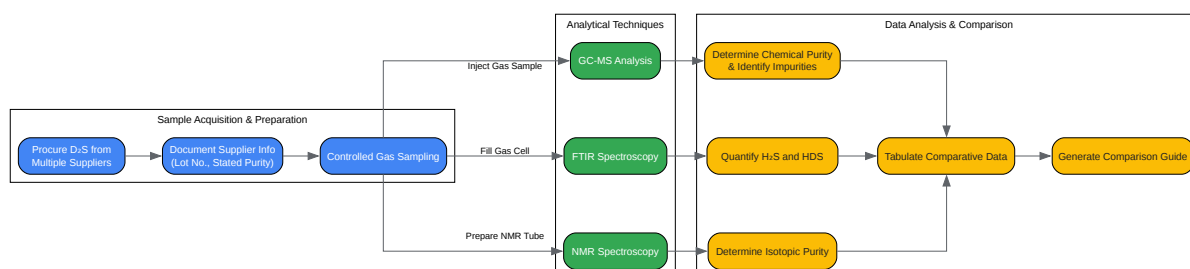 Analytical Techniques
Data Analysis & Comparison
GC-MS Analysis
Determine Chemical Purity
& Identify Impurities
Inject Gas Sample
Sample Acquisition & Preparation
Procure D₂S from
Multiple Suppliers
Document Supplier Info
(Lot No., Stated Purity)
Controlled Gas Sampling
Fill Gas Cell
FTIR Spectroscopy
Quantify H₂S and HDS
Tabulate Comparative Data
Generate Comparison Guide
Prepare NMR Tube
NMR Spectroscopy
Determine Isotopic Purity